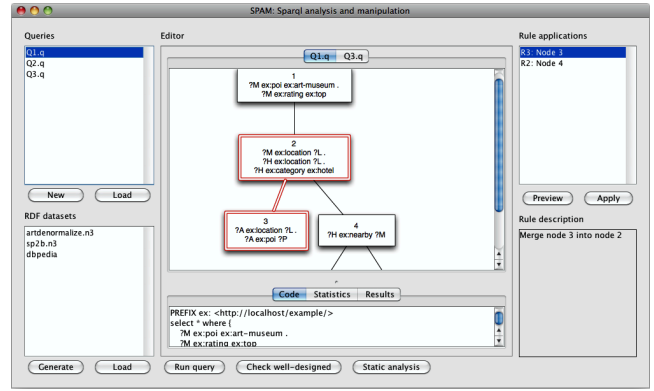 SPAM: Sparql analysis and manipulation
Queries
Q1.q
Q2.q
Q3.q
New
Load
RDF datasets
artdenormalize.n3
sp2b.n3
dbpedia
Generate
Load
Editor
Q1.q
Q3.q
1
?M ex:poi ex:art-museum .
?M ex:rating ex:top
2
?M ex:location ?L .
?H ex:location ?L .
?H ex:category ex:hotel
3
?A ex:location ?L .
?A ex:poi ?P
4
?H ex:nearby ?M
Code
Statistics
Results
PREFIX ex: <http://localhost/example/>
select * where {
?M ex:poi ex:art-museum .
?M ex:rating ex:top
Run query
Check well-designed
Static analysis
Rule applications
R3: Node 3
R2: Node 4
Preview
Apply
Rule description
Merge node 3 into node 2